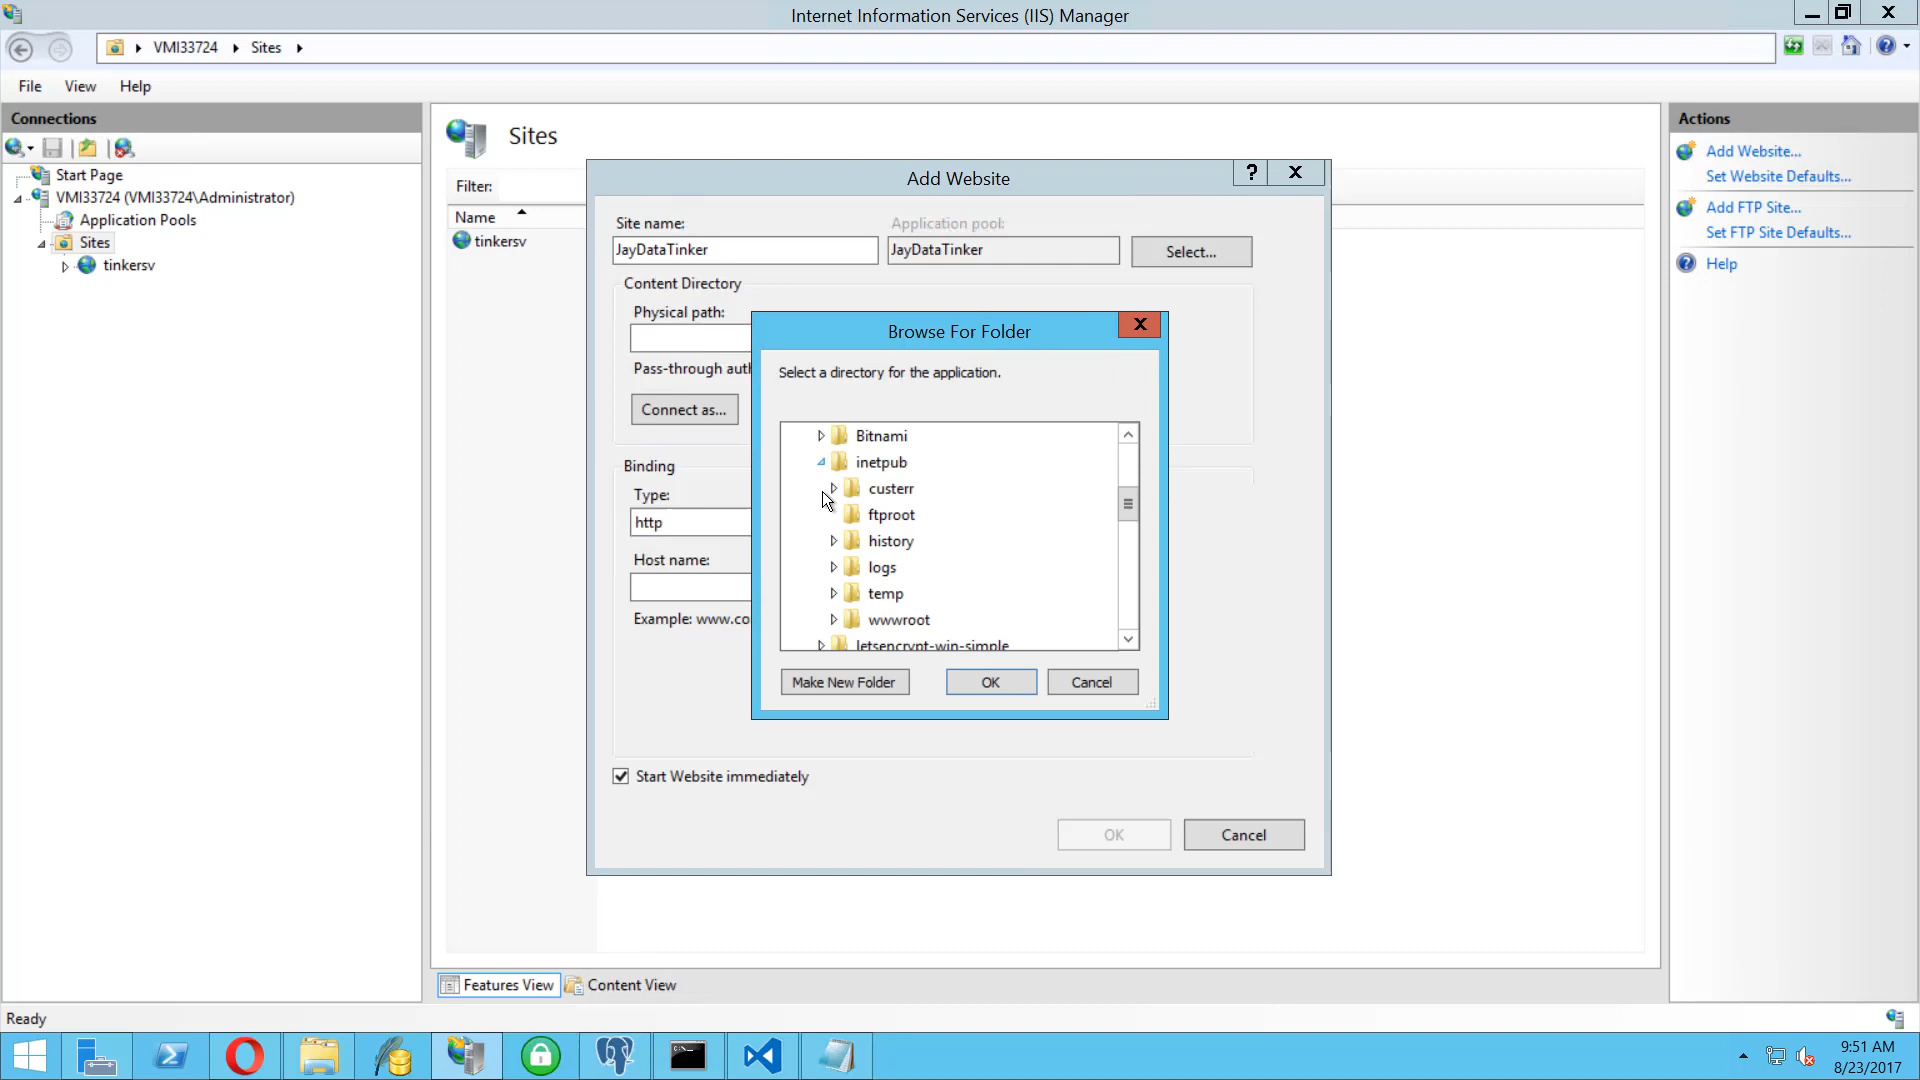 Internet Information Services (IIS) Manager
VMI33724
Sites
File
View
Help
Connections
Start Page
VMI33724 (VMI33724\Administrator)
Application Pools
Sites
tinkersv
Sites
Filter:
Name
tinkersv
Add Website
?
X
Site name:
Application pool:
JayDataTinker
JayDataTinker
Select...
Content Directory
Physical path:
Pass-through auth
Connect as...
Binding
Type:
http
Host name:
Example: www.co
Start Website immediately
OK
Cancel
Browse For Folder
X
Select a directory for the application.
Bitnami
inetpub
custerr
ftproot
history
logs
temp
wwwroot
letsencrypt-win-simple
Make New Folder
OK
Cancel
Actions
Add Website...
Set Website Defaults...
Add FTP Site...
Set FTP Site Defaults...
Help
Features View
Content View
Ready
9:51 AM
8/23/2017